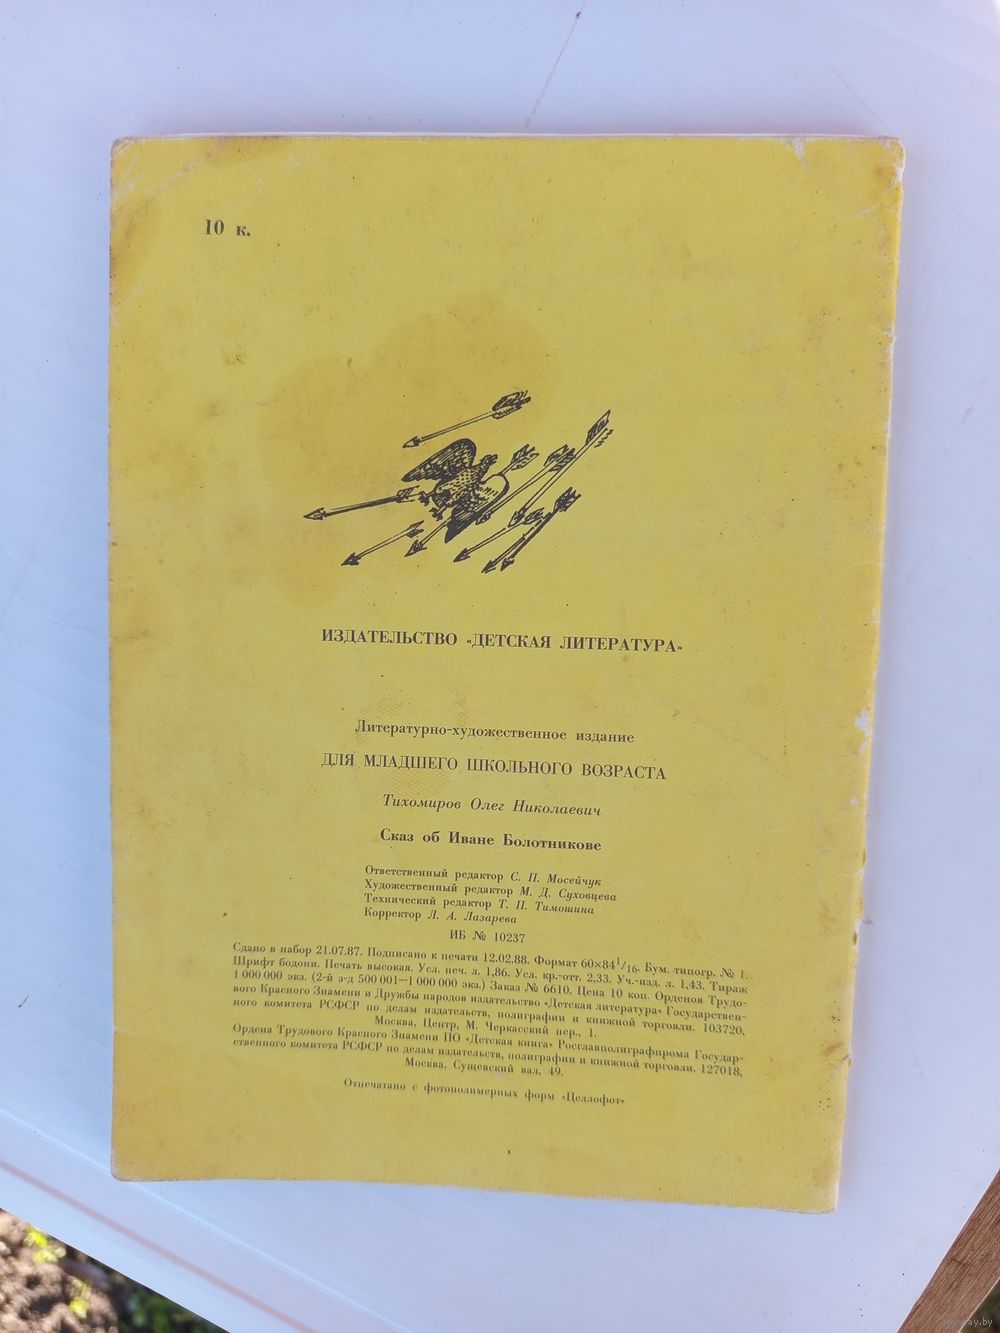 10 к.
ИЗДАТЕЛЬСТВО «ДЕТСКАЯ ЛИТЕРАТУРА»
Литературно-художественное издание
ДЛЯ МЛАДШЕГО ШКОЛЬНОГО ВОЗРАСТА
Тихомиров Олег Николаевич
Сказ об Иване Болотникове
Ответственный редактор С. П. Мосейчук
Художественный редактор М. Д. Суховцева
Технический редактор Т. П. Тимошина
Корректор Л. А. Лазарева
ИБ № 10237
Сдано в набор 21.07.87. Подписано к печати 12.02.88. Формат 60×84 1/16. Бум. типогр. № 1.
Шрифт бодони. Печать высокая. Усл. печ. л. 1,86. Усл. кр.-отт. 2,33. Уч.-изд. л. 1,43. Тираж
1 000 000 экз. (2-й з-д 500 001—1 000 000 экз.) Заказ № 6610. Цена 10 коп. Орденов Трудо-
вого Красного Знамени и Дружбы народов издательство «Детская литература» Государствен-
ного комитета РСФСР по делам издательств, полиграфии и книжной торговли. 103720,
Москва, Центр, М. Черкасский пер., 1.
Ордена Трудового Красного Знамени ПО «Детская книга» Росглавполиграфпрома Государ-
ственного комитета РСФСР по делам издательств, полиграфии и книжной торговли. 127018,
Москва, Сущевский вал, 49.
Отпечатано с фотополимерных форм «Целлофот»